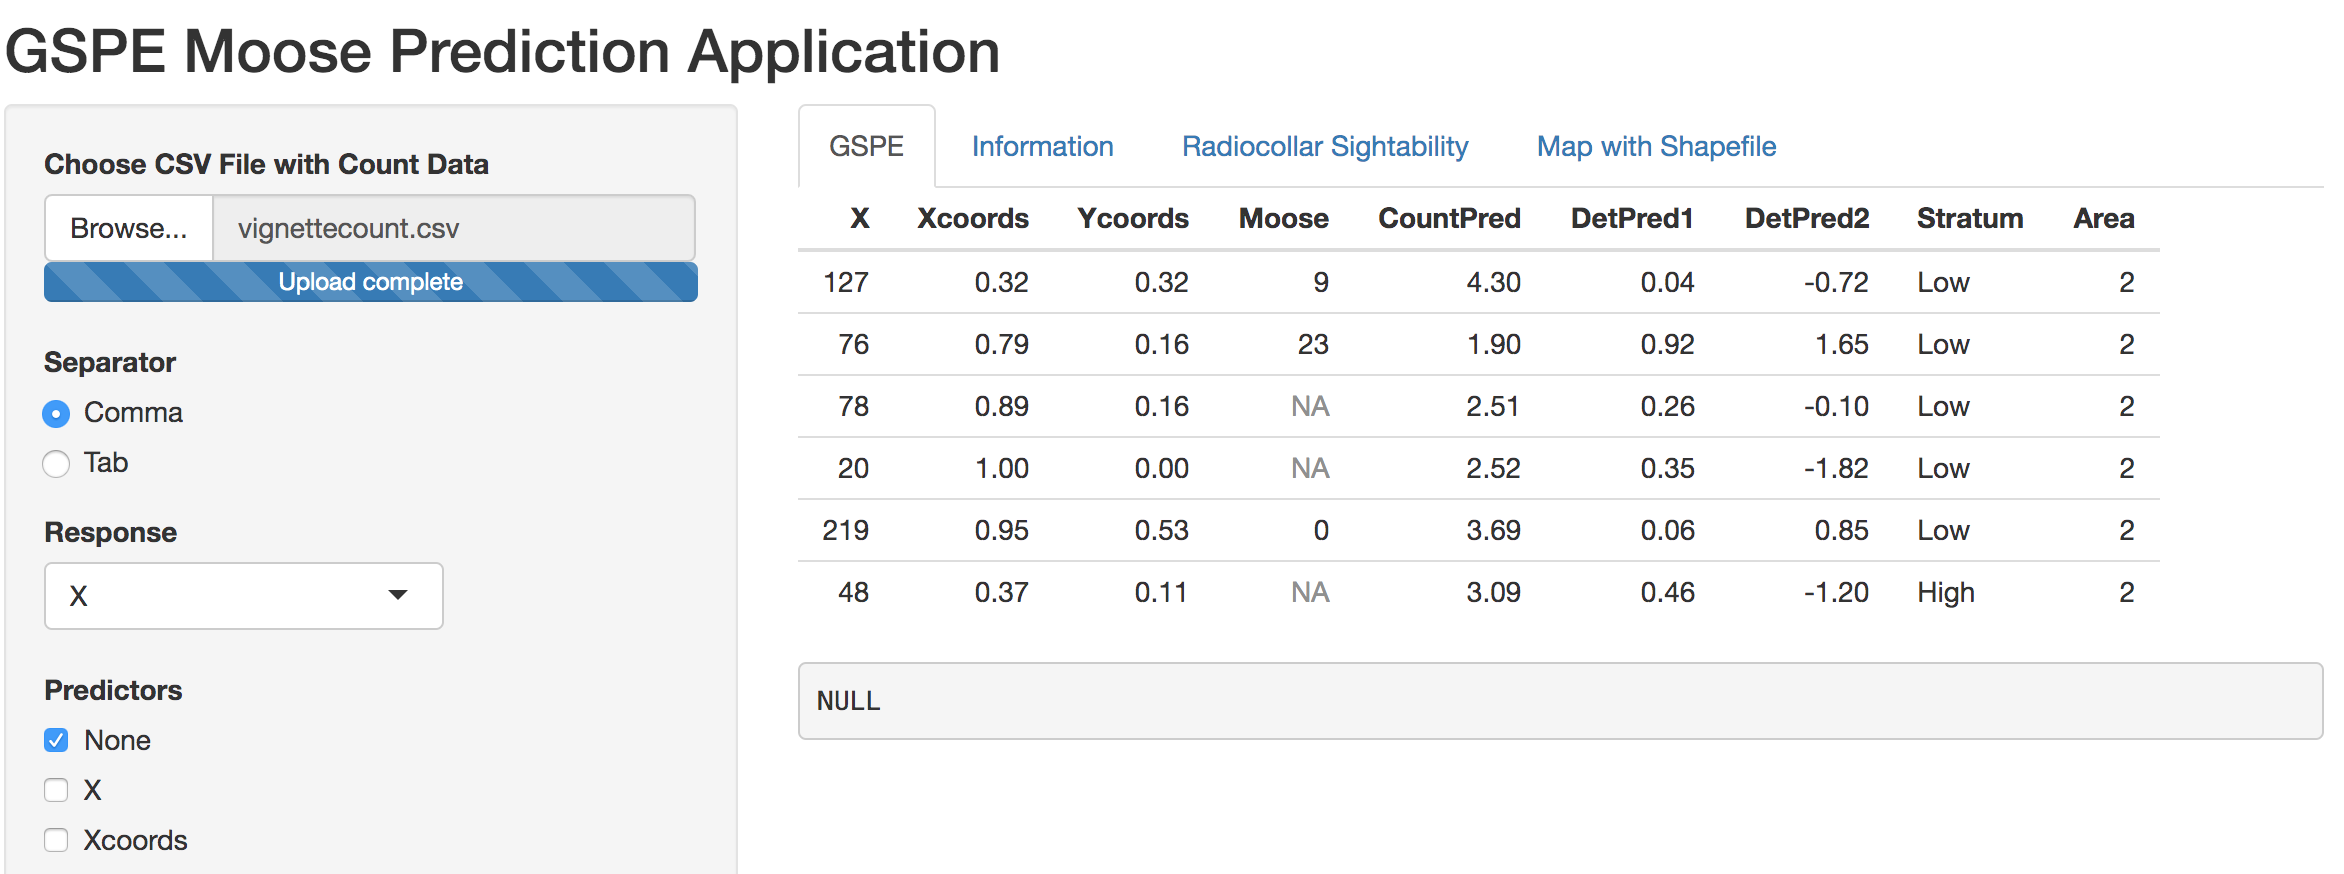 GSPE Moose Prediction Application
Choose CSV File with Count Data
Browse... vignettecount.csv
Upload complete
Separator
Comma
Tab
Response
X
Predictors
None
X
Xcoords
GSPE Information Radiocollar Sightability Map with Shapefile
X Xcoords Ycoords Moose CountPred DetPred1 DetPred2 Stratum Area
127 0.32 0.32 9 4.30 0.04 -0.72 Low 2
76 0.79 0.16 23 1.90 0.92 1.65 Low 2
78 0.89 0.16 NA 2.51 0.26 -0.10 Low 2
20 1.00 0.00 NA 2.52 0.35 -1.82 Low 2
219 0.95 0.53 0 3.69 0.06 0.85 Low 2
48 0.37 0.11 NA 3.09 0.46 -1.20 High 2
NULL